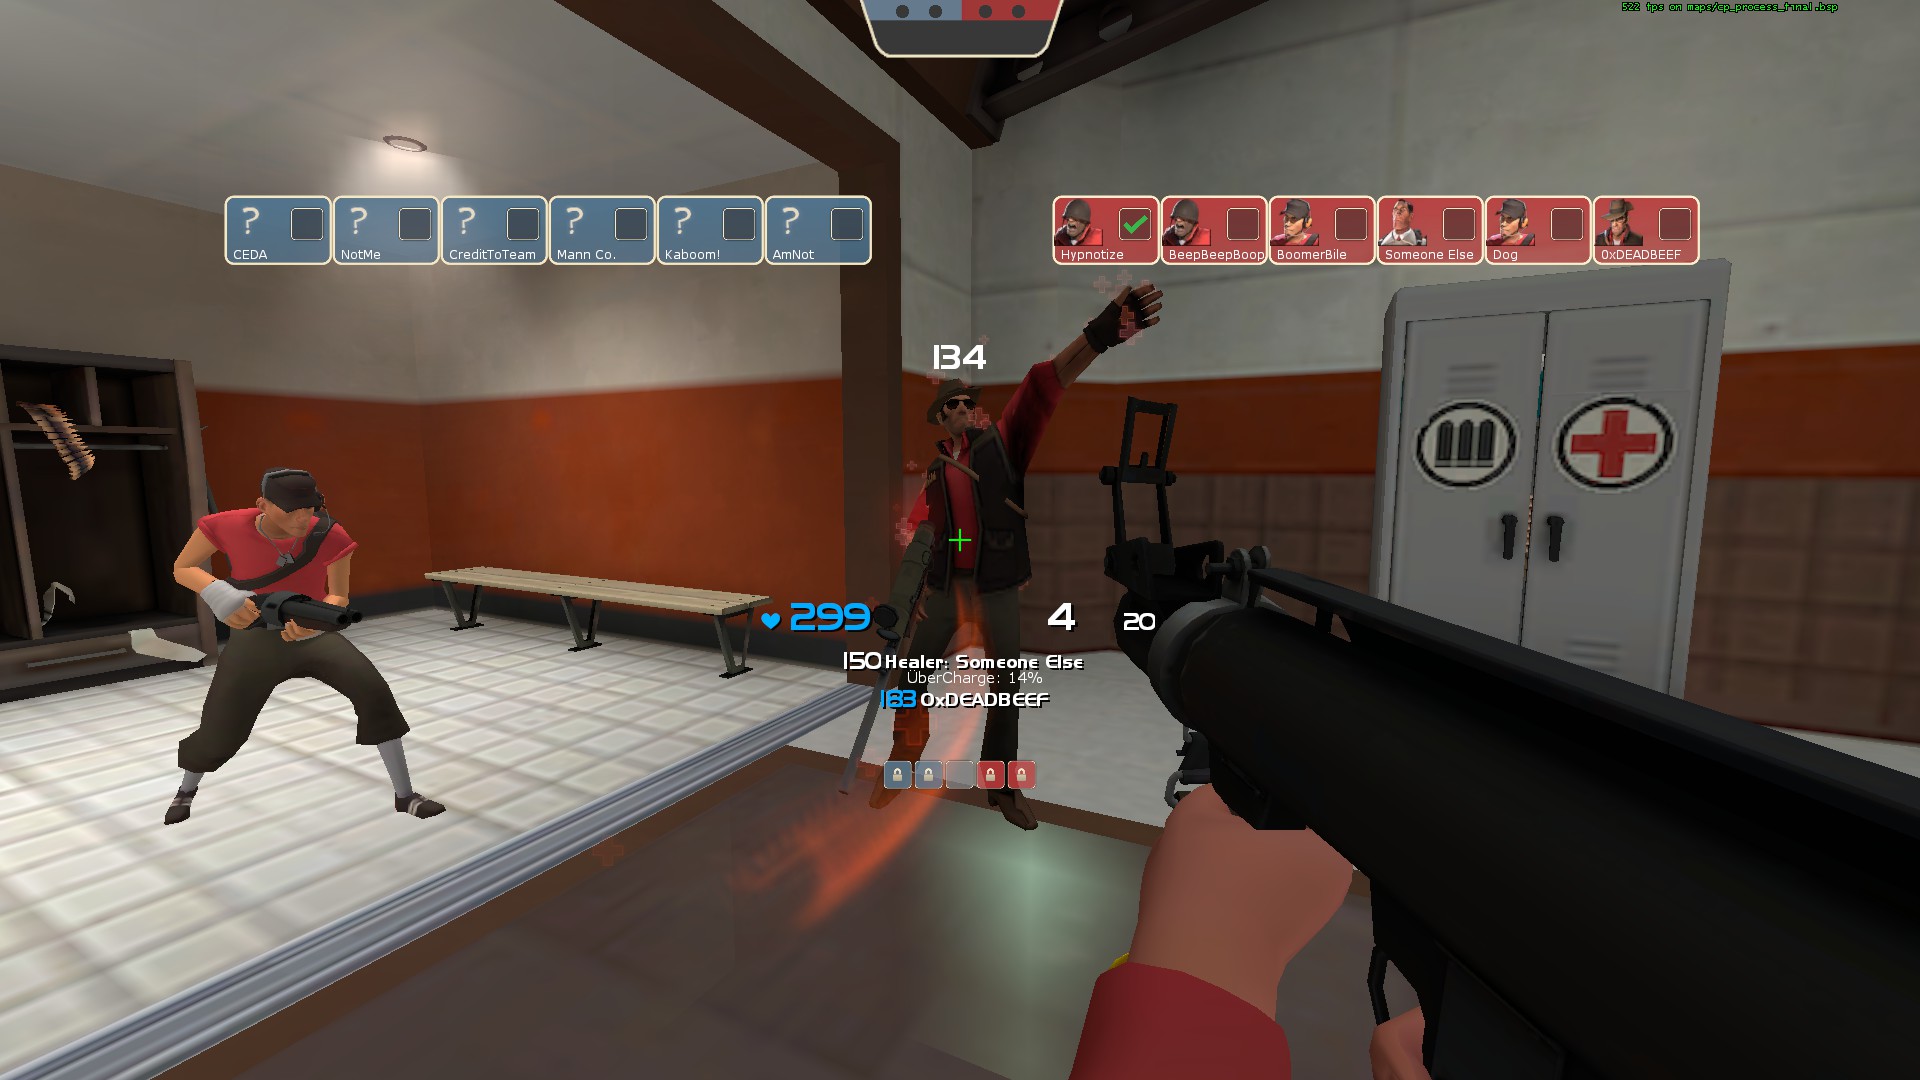 522 fps on maps/cp_process_final.bsp
? ? ? ? ? ?
CEDA NotMe CreditToTeam Mann Co. Kaboom! AmNot
Hypnotize BeepBeepBoop BoomerBile Someone Else Dog 0xDEADBEEF
134
299 4 20
150 Healer: Someone Else
ÜberCharge: 14%
183 0xDEADBEEF